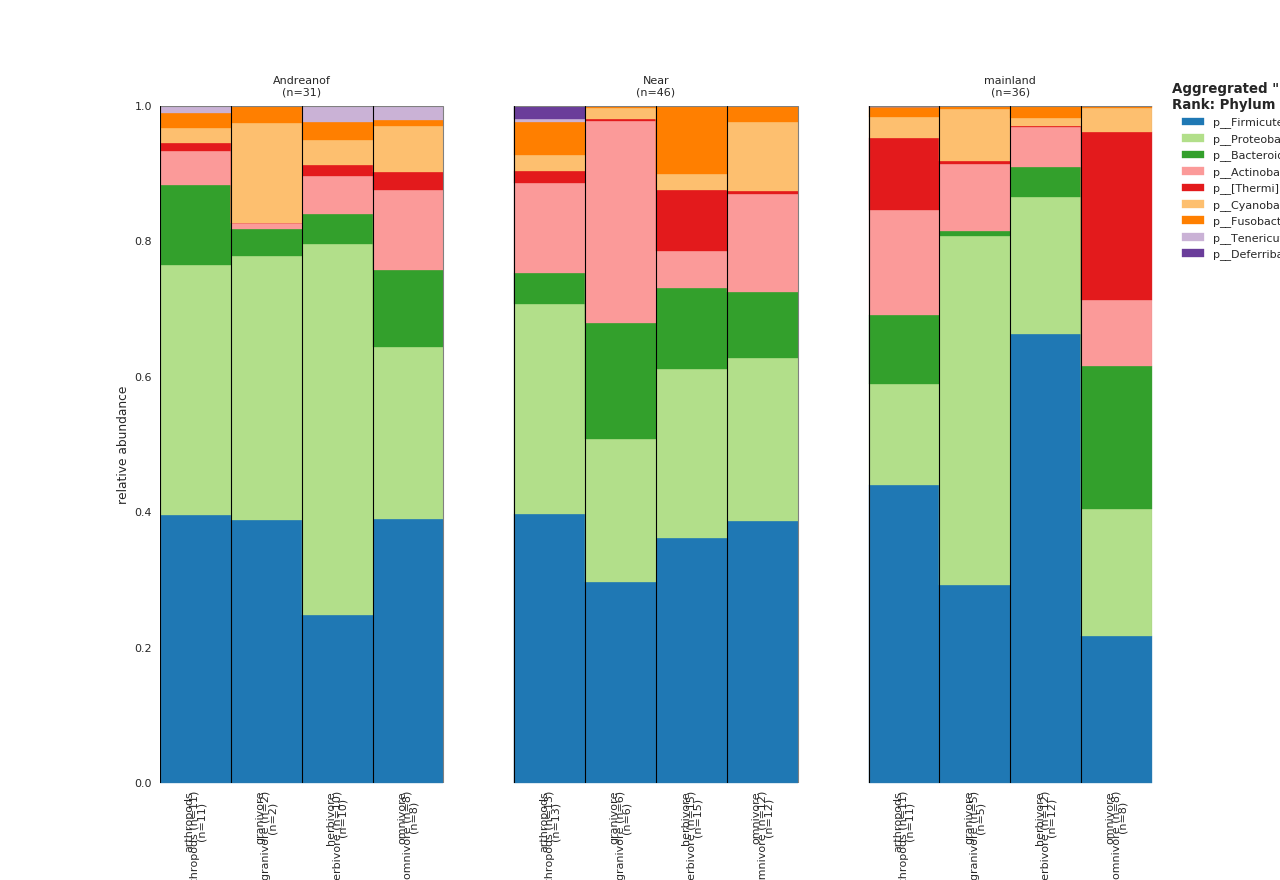 Andreanof
(n=31)
Near
(n=46)
mainland
(n=36)
Aggregrated "
Rank: Phylum
p__Firmicute
p__Proteoba
p__Bacteroid
p__Actinoba
p__[Thermi]
p__Cyanoba
p__Fusobact
p__Tenericu
p__Deferriba
relative abundance
1.0
0.8
0.6
0.4
0.2
0.0
arthropods
(n=11)
granivore
(n=2)
herbivore
(n=10)
omnivore
(n=8)
arthropods
(n=13)
granivore
(n=6)
herbivore
(n=15)
omnivore
(n=12)
arthropods
(n=11)
granivore
(n=5)
herbivore
(n=12)
omnivore
(n=8)